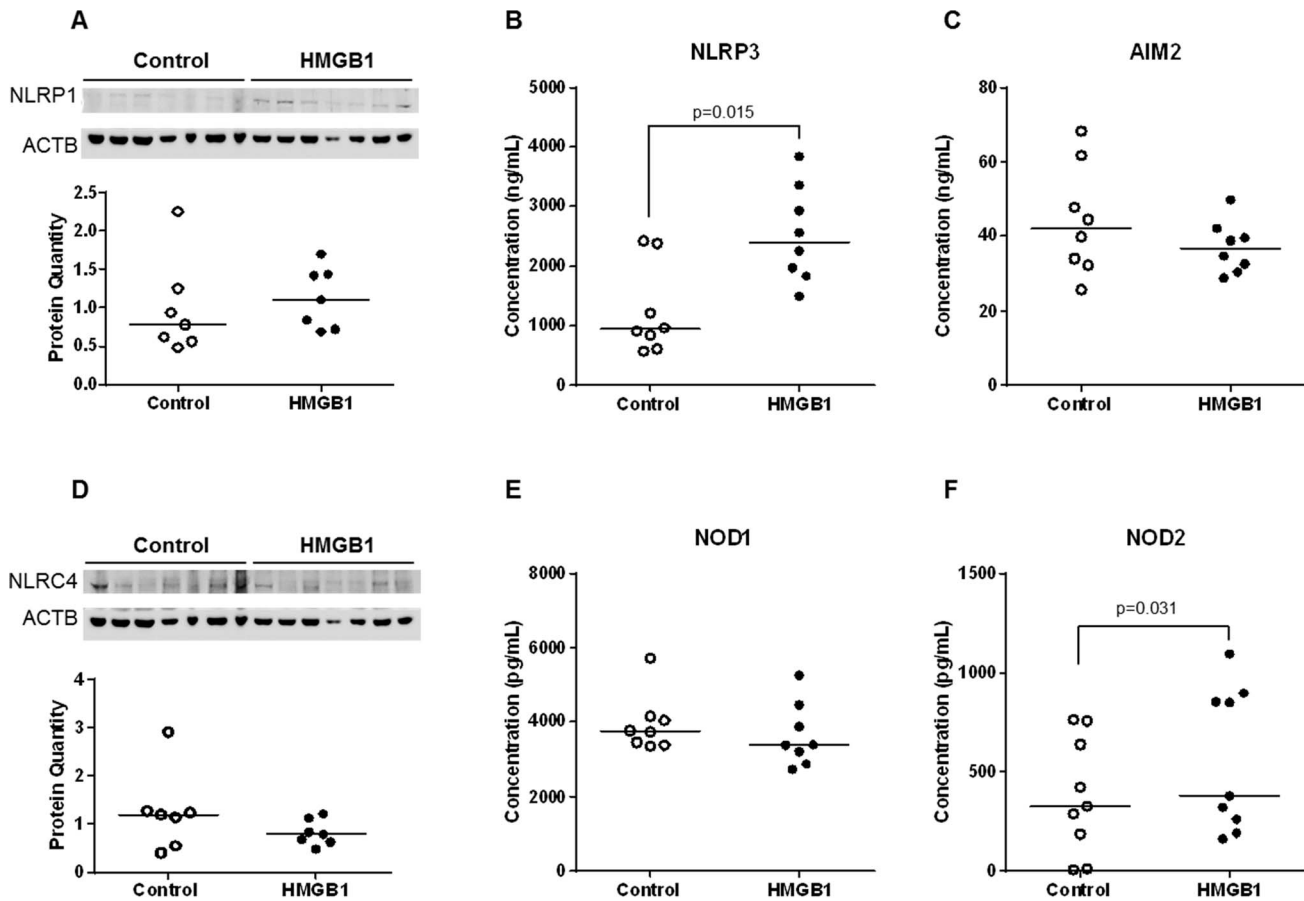 A
Control HMGB1
NLRP1
ACTB
Protein Quantity
2.5
2.0
1.5
1.0
0.5
0.0
Control HMGB1
B
NLRP3
Concentration (ng/mL)
5000
4000
3000
2000
1000
0
p=0.015
Control HMGB1
C
AIM2
Concentration (ng/mL)
80
60
40
20
0
Control HMGB1
D
Control HMGB1
NLRC4
ACTB
Protein Quantity
4
3
2
1
0
Control HMGB1
E
NOD1
Concentration (pg/mL)
8000
6000
4000
2000
0
Control HMGB1
F
NOD2
Concentration (pg/mL)
1500
1000
500
0
p=0.031
Control HMGB1